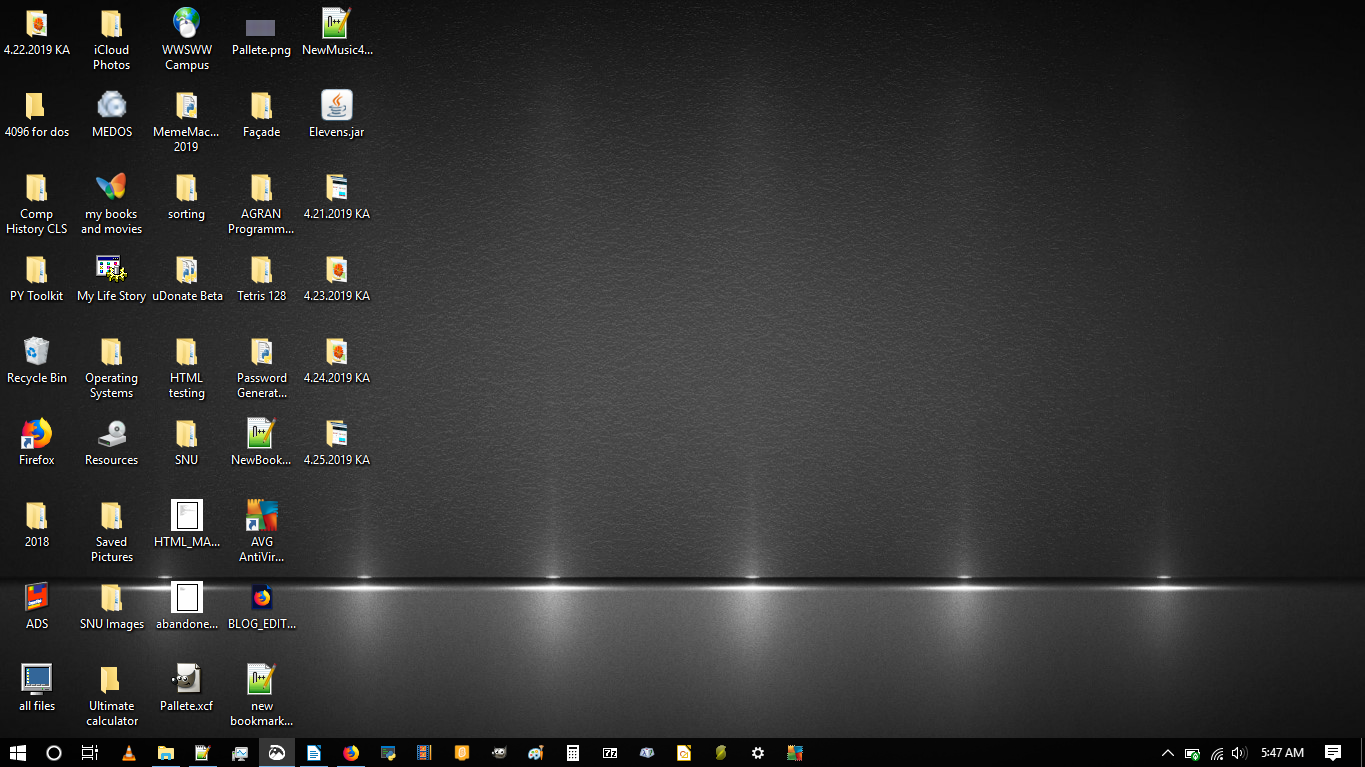 4.22.2019 KA
iCloud
Photos
WWSWW
Campus
Pallete.png
NewMusic4...
4096 for dos
MEDOS
MemeMac...
2019
Façade
Elevens.jar
Comp
History CLS
my books
and movies
sorting
AGRAN
Programm...
4.21.2019 KA
PY Toolkit
My Life Story
uDonate Beta
Tetris 128
4.23.2019 KA
Recycle Bin
Operating
Systems
HTML
testing
Password
Generat...
4.24.2019 KA
Firefox
Resources
SNU
NewBook...
4.25.2019 KA
2018
Saved
Pictures
HTML_MA...
AVG
AntiVir...
ADS
SNU Images
abandone...
BLOG_EDIT...
all files
Ultimate
calculator
Pallete.xcf
new
bookmark...
5:47 AM